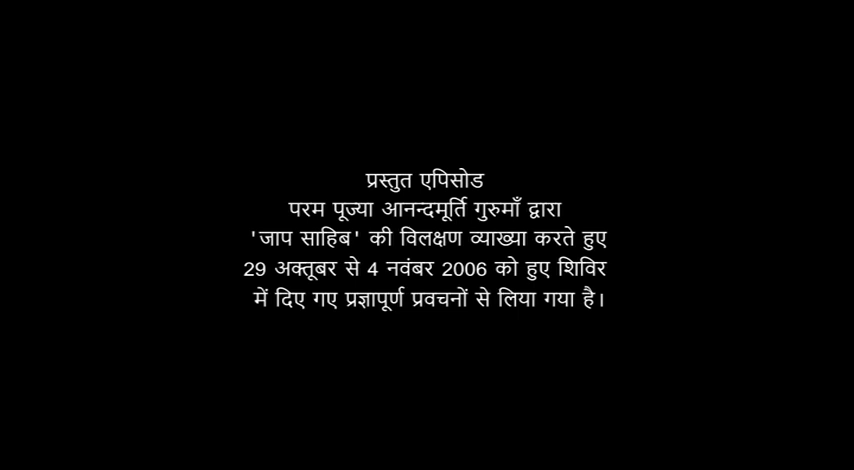 प्रस्तुत एपिसोड
परम पूज्या आनन्दमूर्ति गुरुमाँ द्वारा
'जाप साहिब' की विलक्षण व्याख्या करते हुए
29 अक्तूबर से 4 नवंबर 2006 को हुए शिविर
में दिए गए प्रज्ञापूर्ण प्रवचनों से लिया गया है।